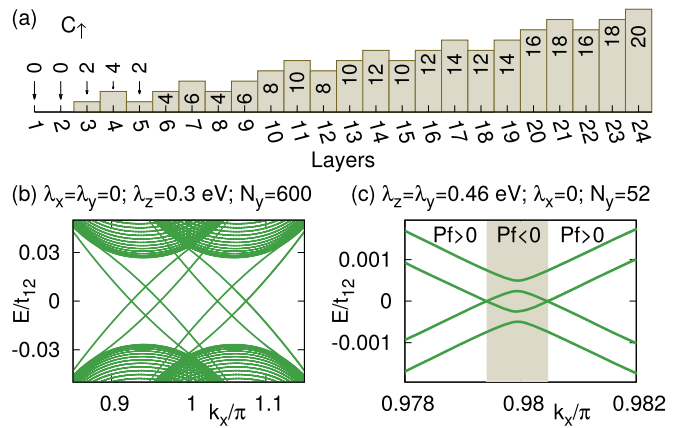 (a)
C↑
0 0 2 4 2 4 6 4 6 8 10 8 10 12 10 12 14 12 14 16 18 16 18 20
1 2 3 4 5 6 7 8 9 10 11 12 13 14 15 16 17 18 19 20 21 22 23 24
Layers
(b) λx=λy=0; λz=0.3 eV; Ny=600
0.03
0
-0.03
E/t12
0.9 1 kx/π 1.1
(c) λz=λy=0.46 eV; λx=0; Ny=52
Pf>0 Pf<0 Pf>0
0.001
0
-0.001
E/t12
0.978 0.98 kx/π 0.982